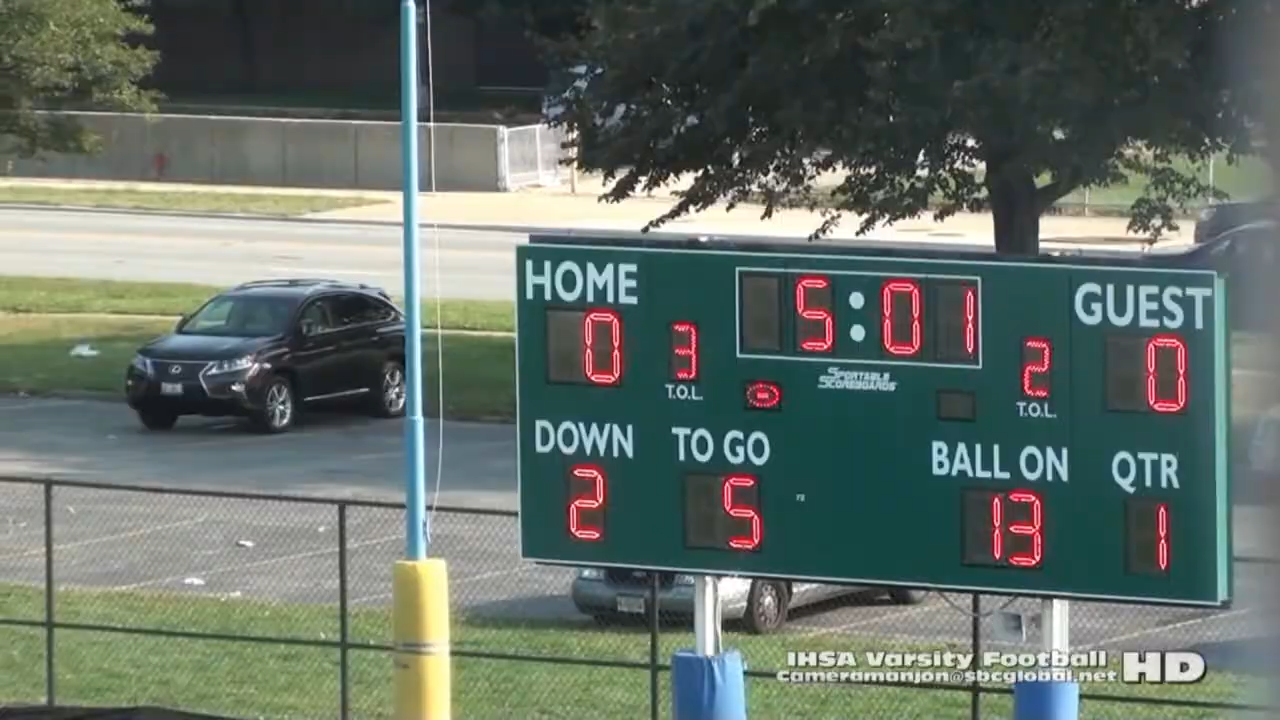 HOME 5:01 GUEST
0 3 2 0
T.O.L. SPORTABLE SCOREBOARDS T.O.L.
DOWN TO GO BALL ON QTR
2 5 13 1
IHSA Varsity Football HD
cameramanjon@sbcglobal.net